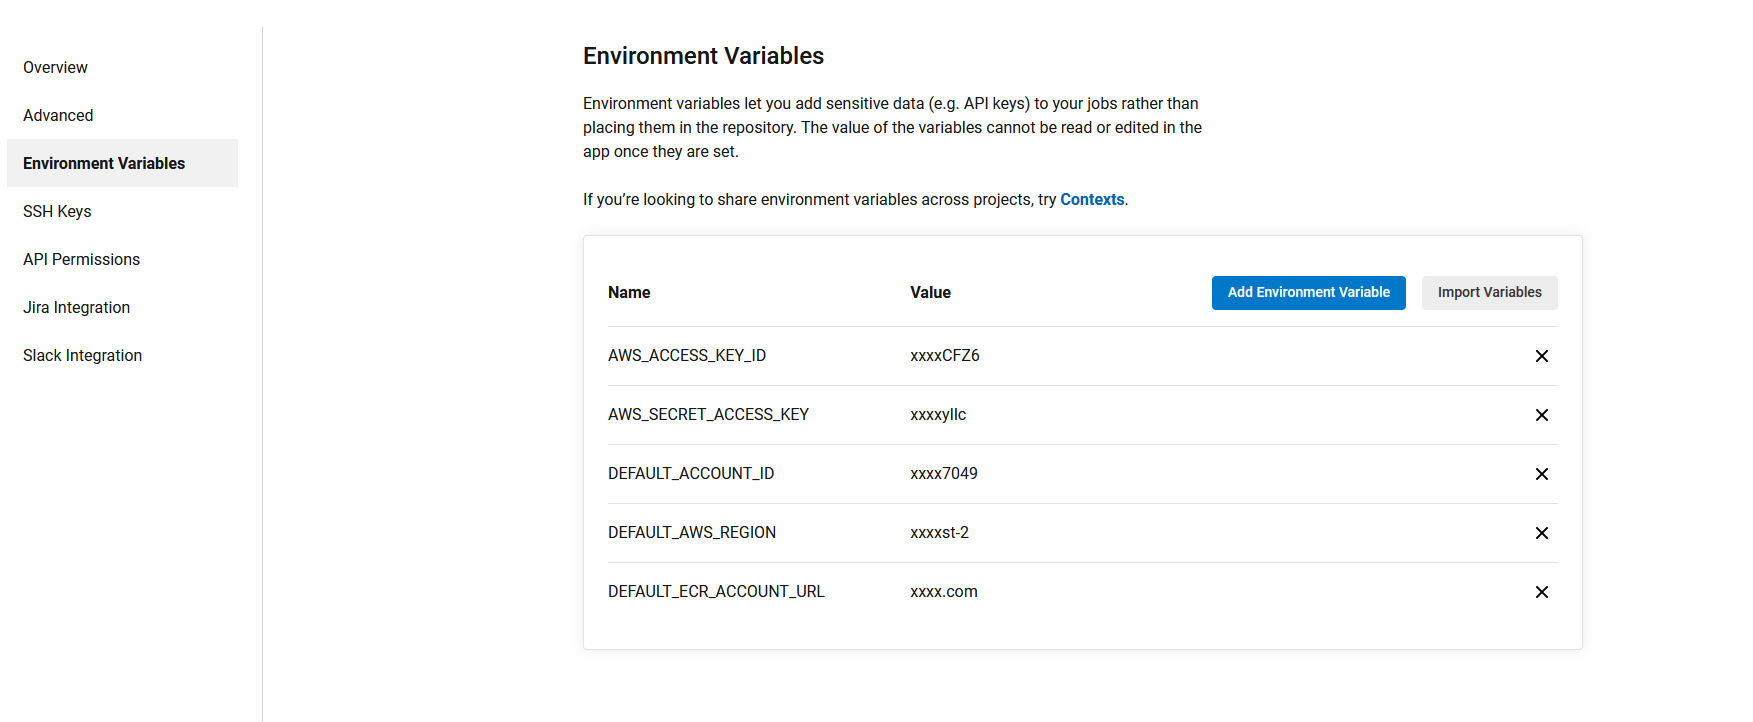 Overview
Advanced
Environment Variables
SSH Keys
API Permissions
Jira Integration
Slack Integration
Environment Variables
Environment variables let you add sensitive data (e.g. API keys) to your jobs rather than
placing them in the repository. The value of the variables cannot be read or edited in the
app once they are set.
If you’re looking to share environment variables across projects, try Contexts.
Name Value Add Environment Variable Import Variables
AWS_ACCESS_KEY_ID xxxxCFZ6
AWS_SECRET_ACCESS_KEY xxxxyIIc
DEFAULT_ACCOUNT_ID xxxx7049
DEFAULT_AWS_REGION xxxxst-2
DEFAULT_ECR_ACCOUNT_URL xxxx.com